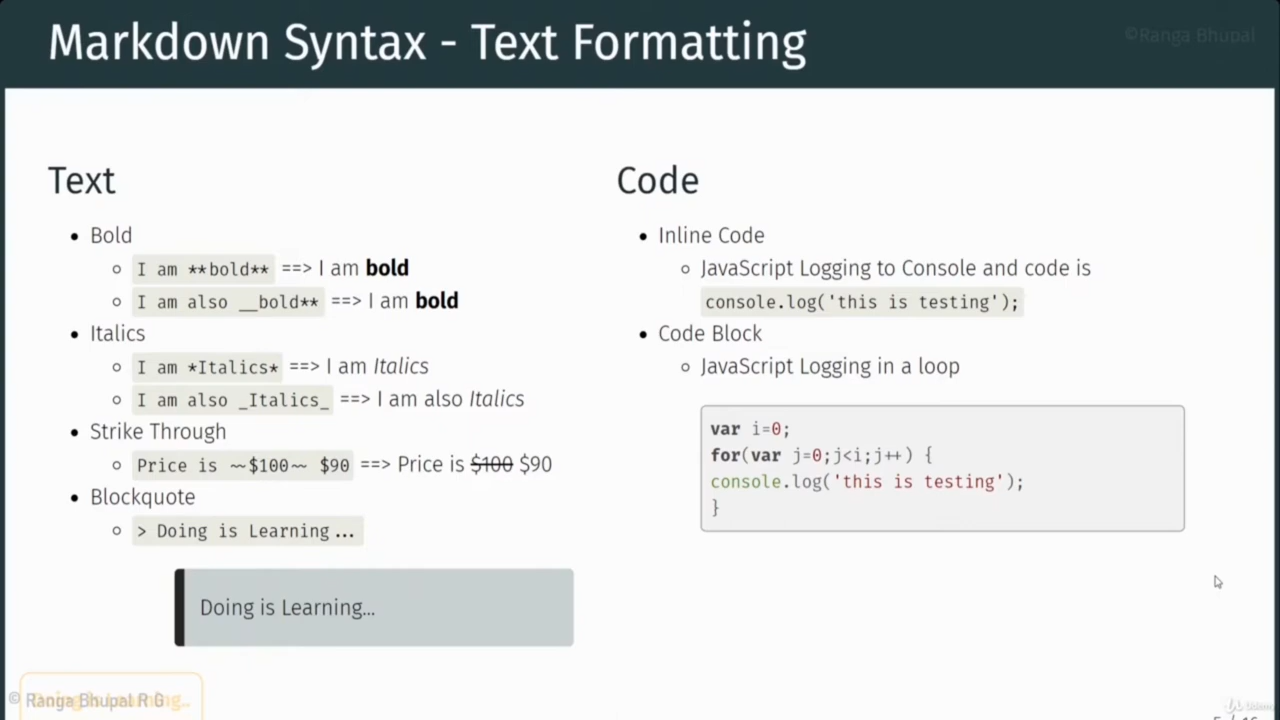 Markdown Syntax - Text Formatting
©Ranga Bhupal
Text
Bold
I am **bold** ==> I am bold
I am also __bold** ==> I am bold
Italics
I am *Italics* ==> I am Italics
I am also _Italics_ ==> I am also Italics
Strike Through
Price is ~~$100~~ $90 ==> Price is $100 $90
Blockquote
> Doing is Learning...
Doing is Learning...
Code
Inline Code
JavaScript Logging to Console and code is
console.log('this is testing');
Code Block
JavaScript Logging in a loop
var i=0;
for(var j=0;j<i;j++) {
console.log('this is testing');
}
© Ranga Bhupal R G
Udemy